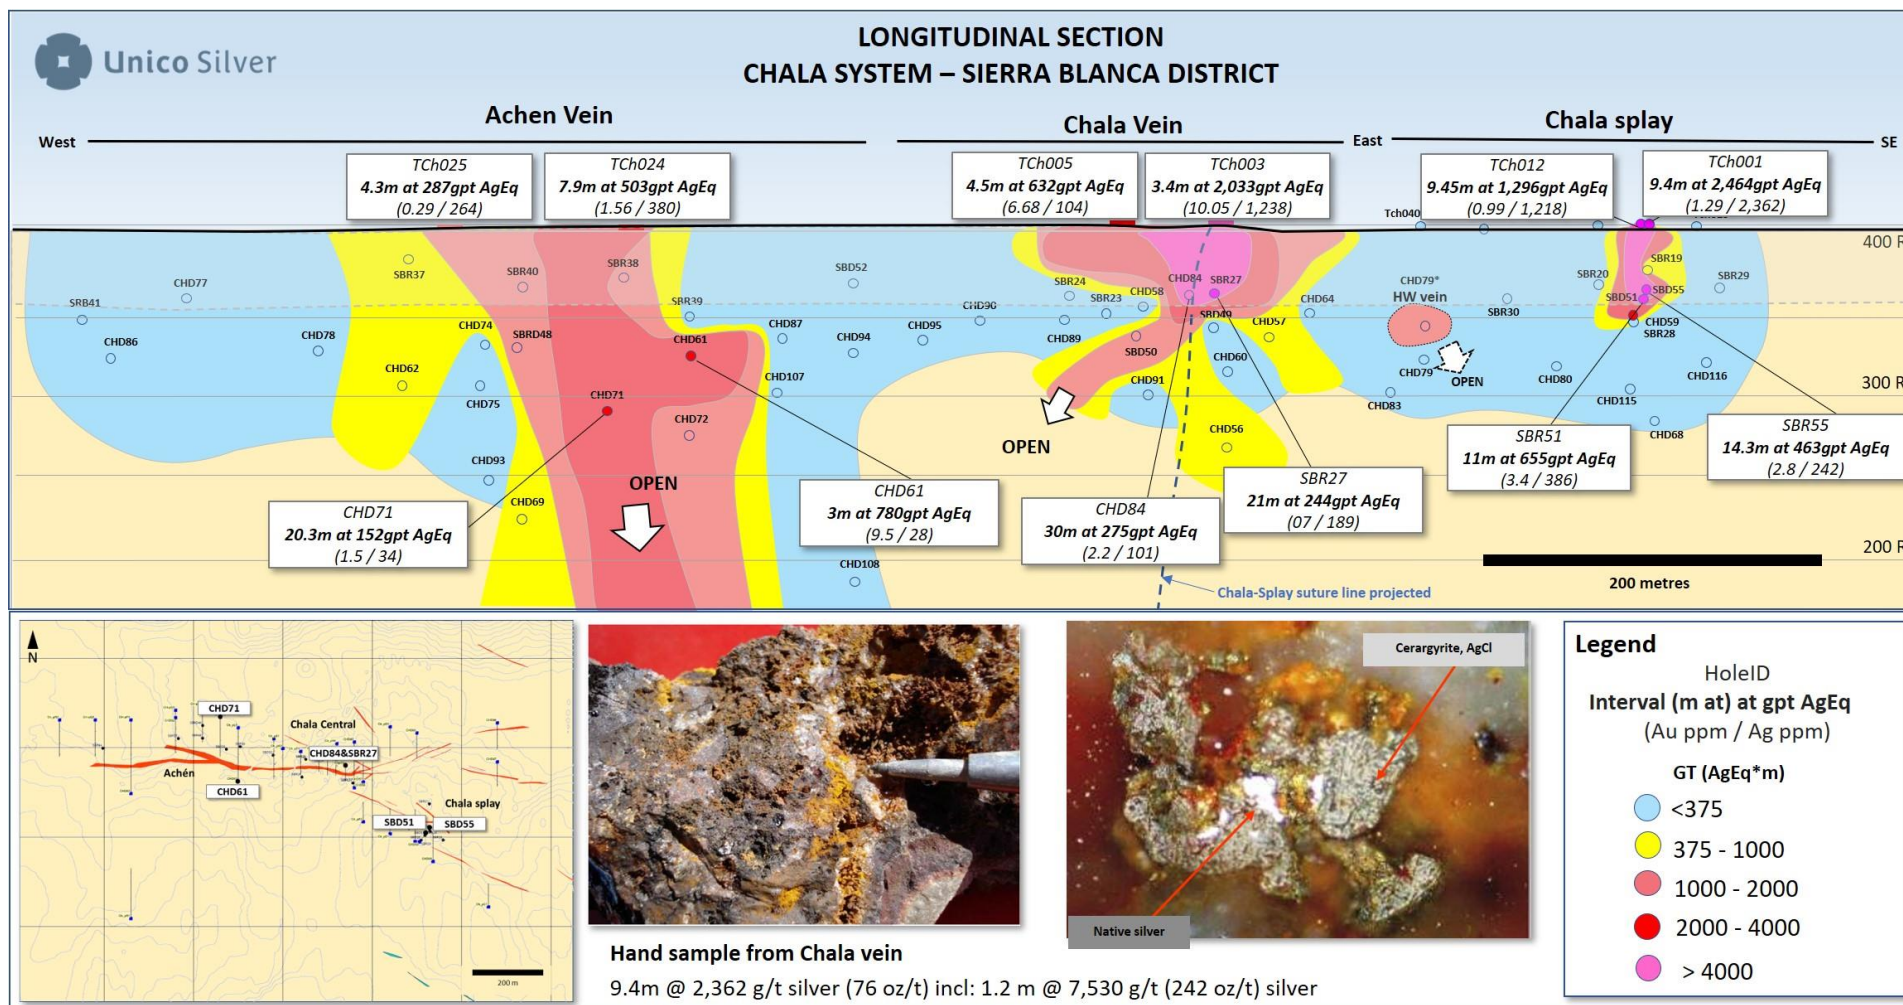 Unico Silver
LONGITUDINAL SECTION
CHALA SYSTEM – SIERRA BLANCA DISTRICT
Achen Vein
Chala Vein
Chala splay
West
East
SE
TCh025
4.3m at 287gpt AgEq
(0.29 / 264)
TCh024
7.9m at 503gpt AgEq
(1.56 / 380)
TCh005
4.5m at 632gpt AgEq
(6.68 / 104)
TCh003
3.4m at 2,033gpt AgEq
(10.05 / 1,238)
TCh012
9.45m at 1,296gpt AgEq
(0.99 / 1,218)
TCh001
9.4m at 2,464gpt AgEq
(1.29 / 2,362)
Tch040
400 R
SRB41
CHD77
CHD86
CHD78
SBR37
CHD62
CHD74
CHD75
CHD93
CHD69
SBR40
SBRD48
SBR38
SBR39
CHD61
CHD71
CHD72
CHD87
CHD107
SBD52
CHD94
CHD95
CHD108
CHD96
SBR24
CHD89
SBR23
CHD58
SBD50
CHD91
CHD84
SBR27
SBD49
CHD60
CHD56
CHD57
CHD64
CHD79*
HW vein
CHD79
OPEN
CHD83
SBR30
CHD80
SBR20
SBR19
SBD51
SBD55
CHD59
SBR28
SBR29
CHD116
CHD115
CHD68
300 R
OPEN
OPEN
CHD71
20.3m at 152gpt AgEq
(1.5 / 34)
CHD61
3m at 780gpt AgEq
(9.5 / 28)
CHD84
30m at 275gpt AgEq
(2.2 / 101)
SBR27
21m at 244gpt AgEq
(07 / 189)
SBR51
11m at 655gpt AgEq
(3.4 / 386)
SBR55
14.3m at 463gpt AgEq
(2.8 / 242)
200 R
200 metres
Chala-Splay suture line projected
N
CHD71
Chala Central
CHD84&SBR27
Achén
CHD61
Chala splay
SBD51
SBD55
200 m
Cerargyrite, AgCl
Native silver
Hand sample from Chala vein
9.4m @ 2,362 g/t silver (76 oz/t) incl: 1.2 m @ 7,530 g/t (242 oz/t) silver
Legend
HoleID
Interval (m at) at gpt AgEq
(Au ppm / Ag ppm)
GT (AgEq*m)
<375
375 - 1000
1000 - 2000
2000 - 4000
> 4000